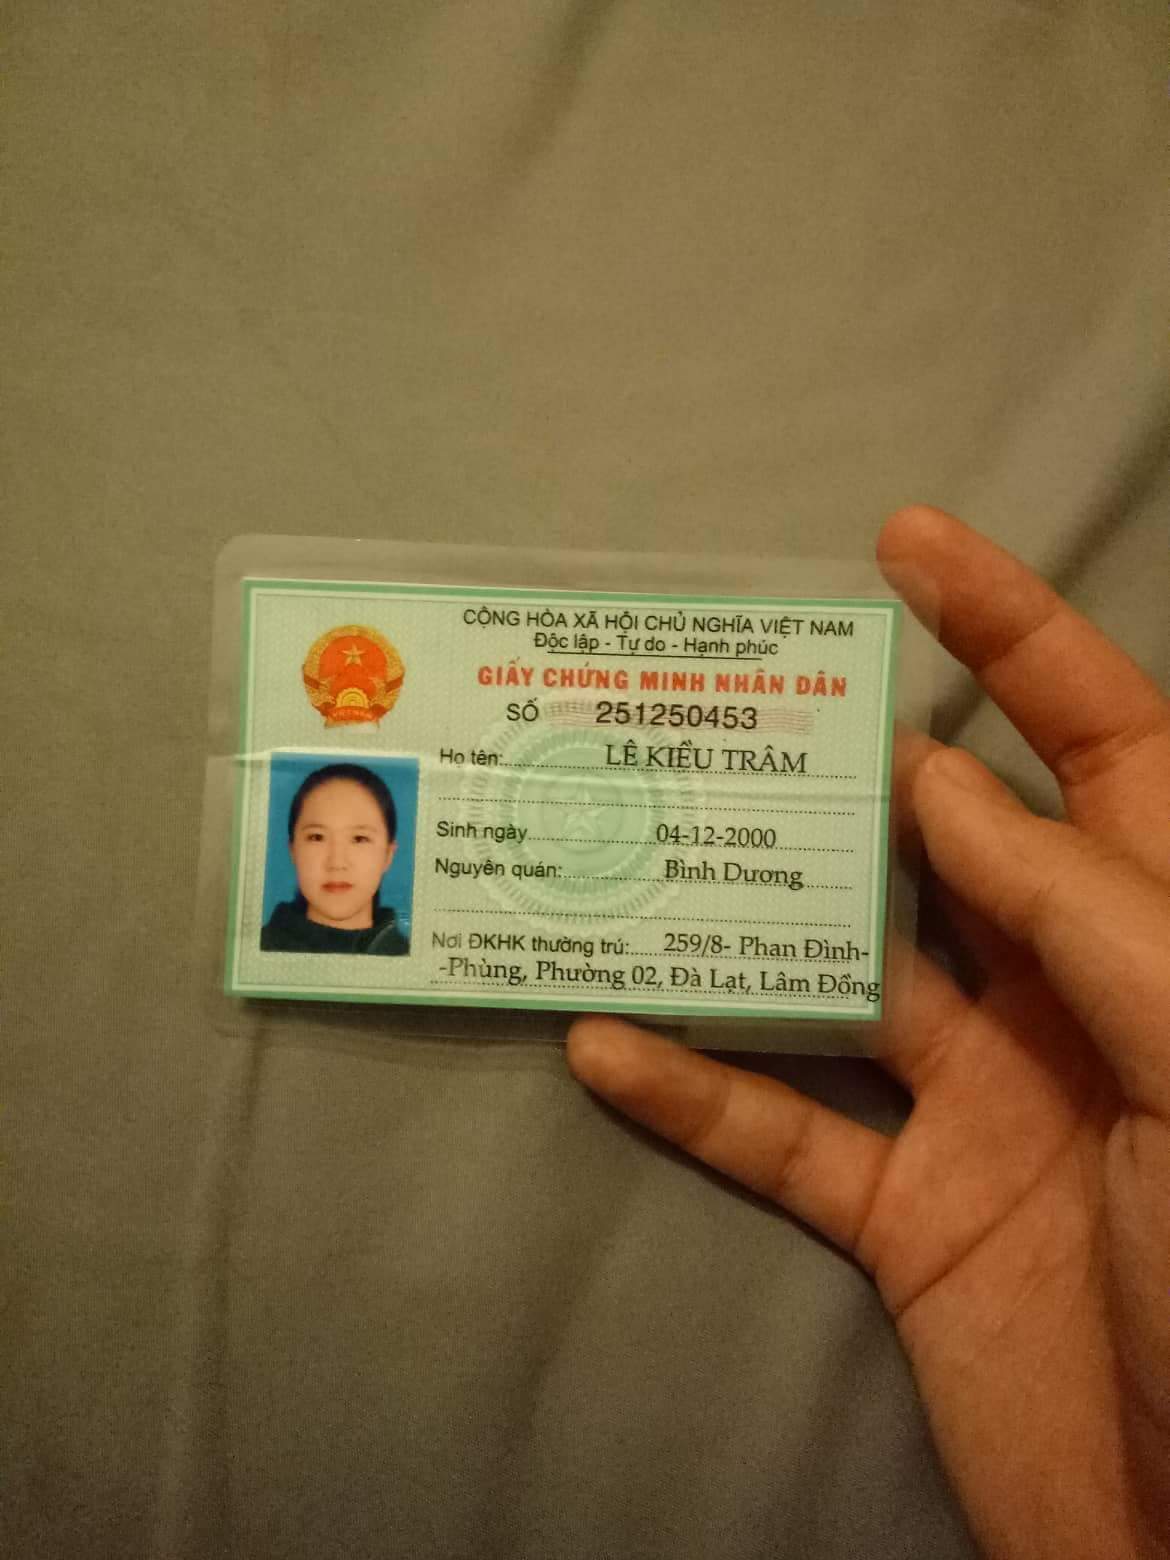 CỘNG HÒA XÃ HỘI CHỦ NGHĨA VIỆT NAM
Độc lập - Tự do - Hạnh phúc
GIẤY CHỨNG MINH NHÂN DÂN
SỐ 251250453
Họ tên: LÊ KIỀU TRÂM
Sinh ngày 04-12-2000
Nguyên quán: Bình Dương
Nơi ĐKHK thường trú: 259/8- Phan Đình-
-Phùng, Phường 02, Đà Lạt, Lâm Đồng